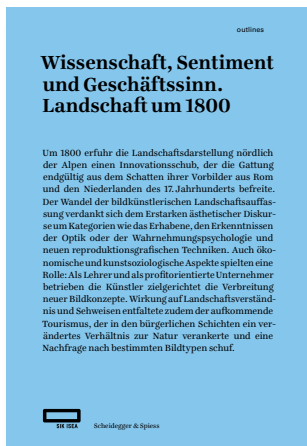 outlines
Wissenschaft, Sentiment
und Geschäftssinn.
Landschaft um 1800
Um 1800 erfuhr die Landschaftsdarstellung nördlich
der Alpen einen Innovationsschub, der die Gattung
endgültig aus dem Schatten ihrer Vorbilder aus Rom
und den Niederlanden des 17. Jahrhunderts befreite.
Der Wandel der bildkünstlerischen Landschaftsauffas-
sung verdankt sich dem Erstarken ästhetischer Diskur-
se um Kategorien wie das Erhabene, den Erkenntnissen
der Optik oder der Wahrnehmungspsychologie und
neuen reproduktionsgrafischen Techniken. Auch öko-
nomische und kunstsoziologische Aspekte spielten eine
Rolle: Als Lehrer und als profitorientierte Unternehmer
betrieben die Künstler zielgerichtet die Verbreitung
neuer Bildkonzepte. Wirkung auf Landschaftsverständ-
nis und Sehweisen entfaltete zudem der aufkommende
Tourismus, der in den bürgerlichen Schichten ein ver-
ändertes Verhältnis zur Natur verankerte und eine
Nachfrage nach bestimmten Bildtypen schuf.
SIK ISEA
Scheidegger & Spiess